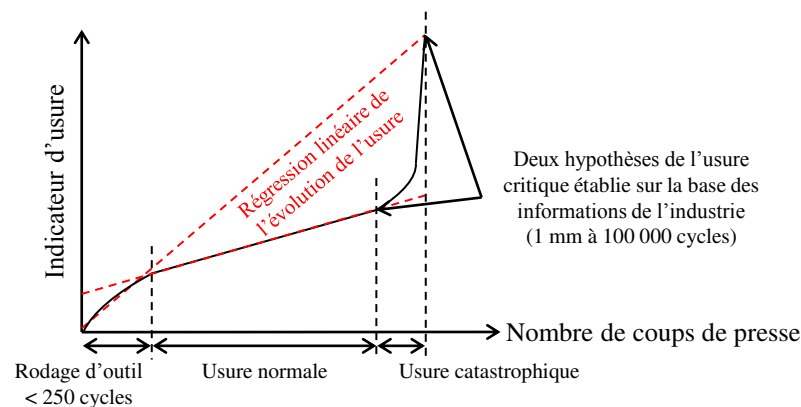 Indicateur d’usure
Régression linéaire de
l’évolution de l’usure
Deux hypothèses de l’usure
critique établie sur la base des
informations de l’industrie
(1 mm à 100 000 cycles)
Nombre de coups de presse
Rodage d’outil
< 250 cycles
Usure normale
Usure catastrophique